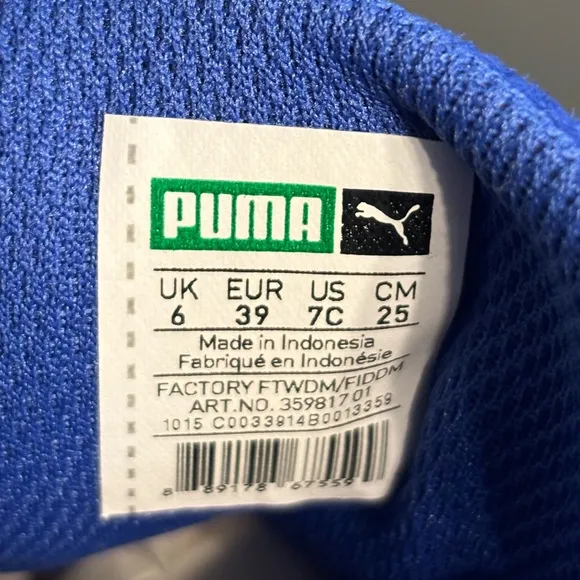 PUMA
UK EUR US CM
6 39 7C 25
Made in Indonesia
Fabriqué en Indonésie
FACTORY FTWDM/FIDDM
ART.NO. 359817 01
1015 C0033914B0013359
8 89178 67559